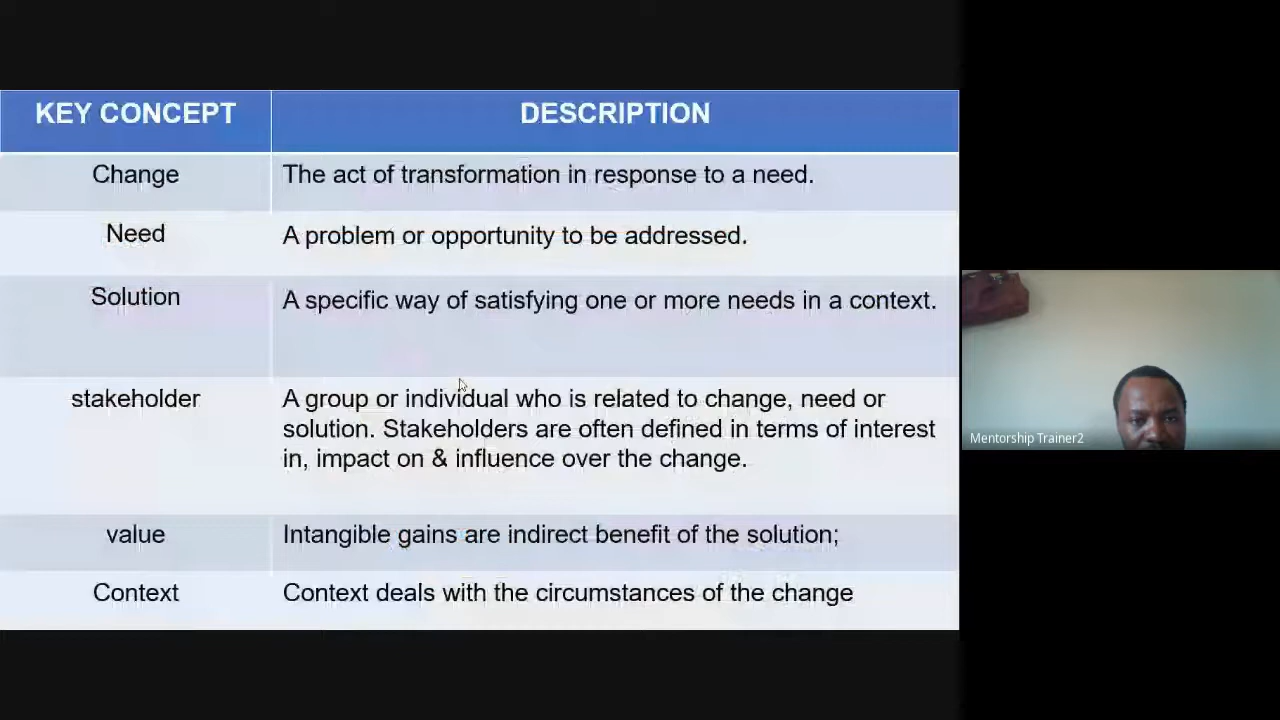 KEY CONCEPT
DESCRIPTION
Change
The act of transformation in response to a need.
Need
A problem or opportunity to be addressed.
Solution
A specific way of satisfying one or more needs in a context.
stakeholder
A group or individual who is related to change, need or
solution. Stakeholders are often defined in terms of interest
in, impact on & influence over the change.
value
Intangible gains are indirect benefit of the solution;
Context
Context deals with the circumstances of the change
Mentorship Trainer2